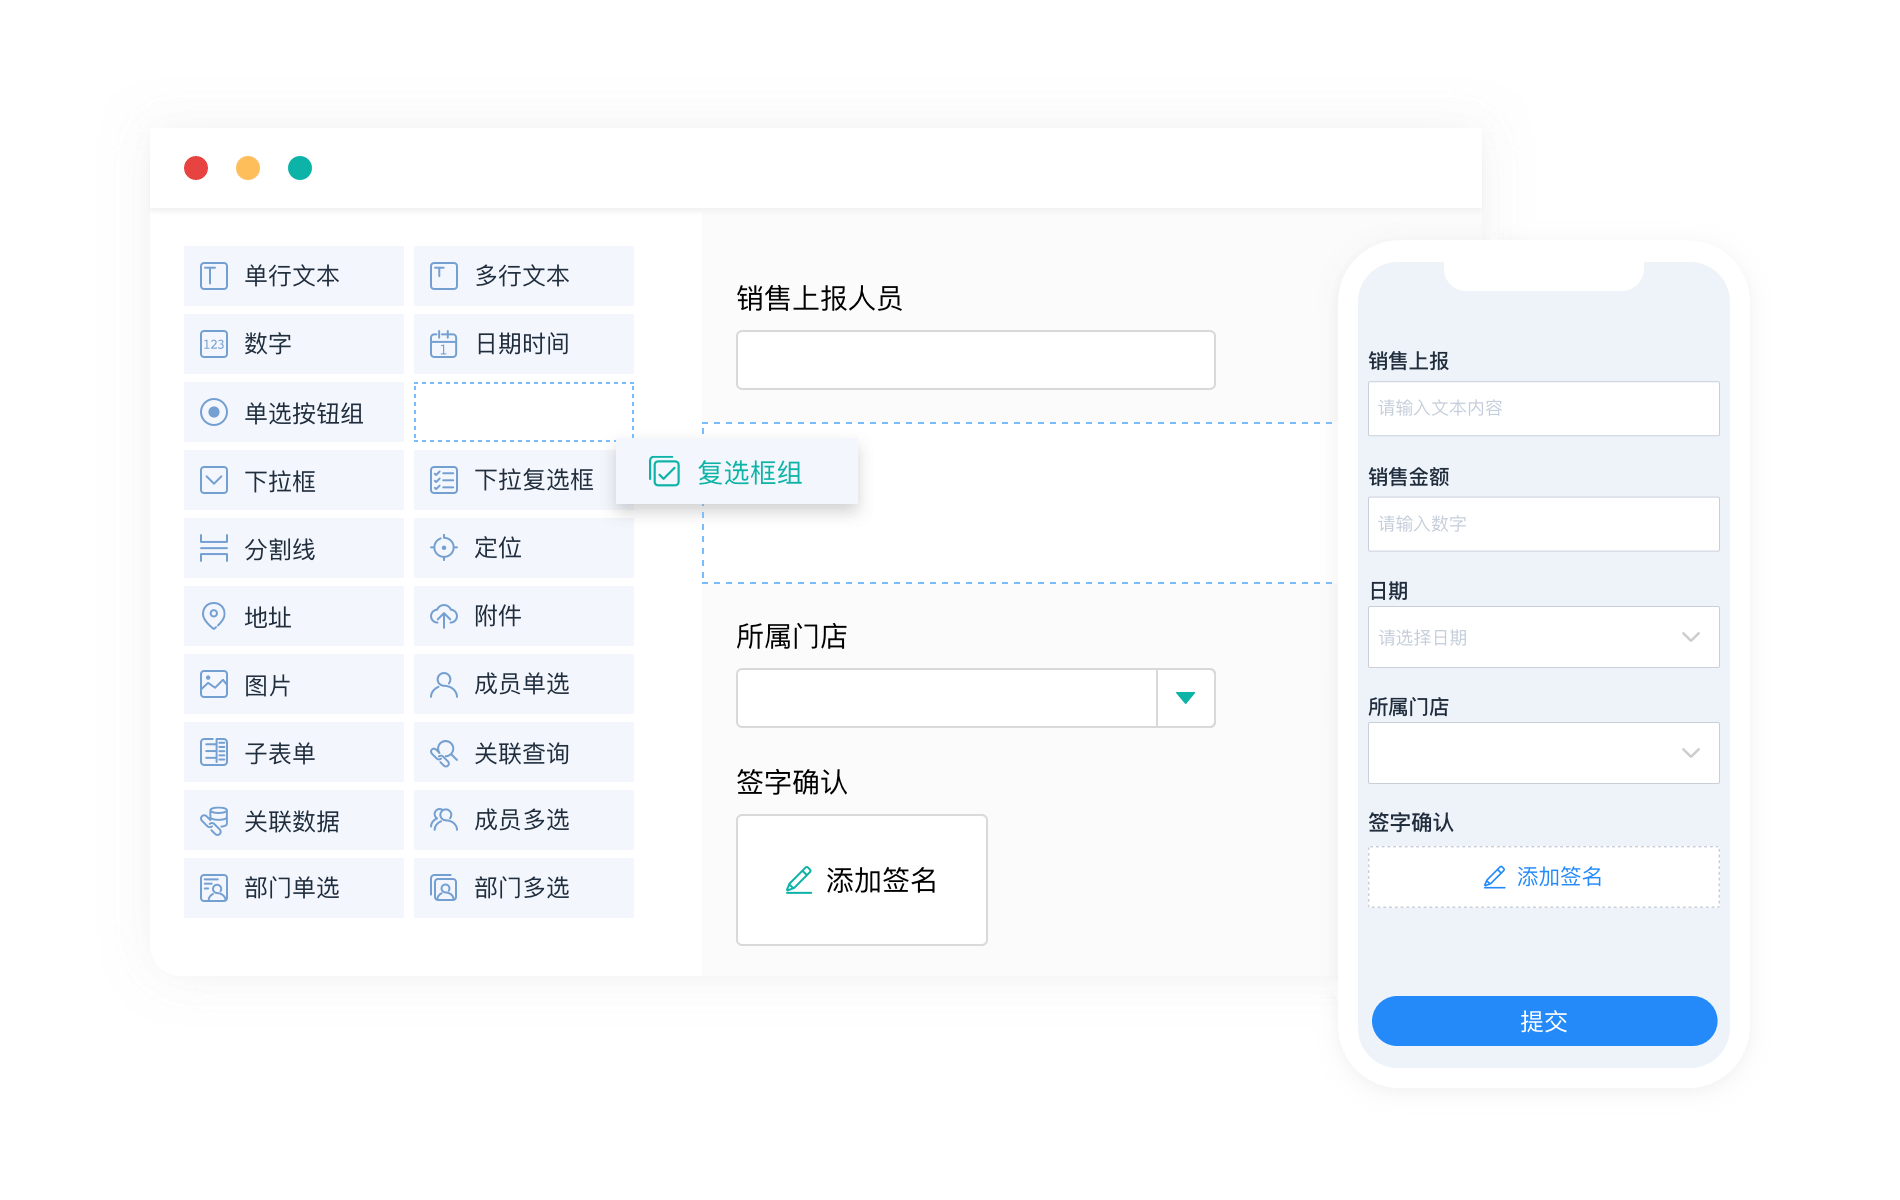 单行文本
多行文本
123
数字
1
日期时间
单选按钮组
复选框组
下拉框
下拉复选框
分割线
定位
地址
附件
图片
成员单选
子表单
关联查询
关联数据
成员多选
部门单选
部门多选
销售上报人员
所属门店
签字确认
添加签名
销售上报
请输入文本内容
销售金额
请输入数字
日期
请选择日期
所属门店
签字确认
添加签名
提交